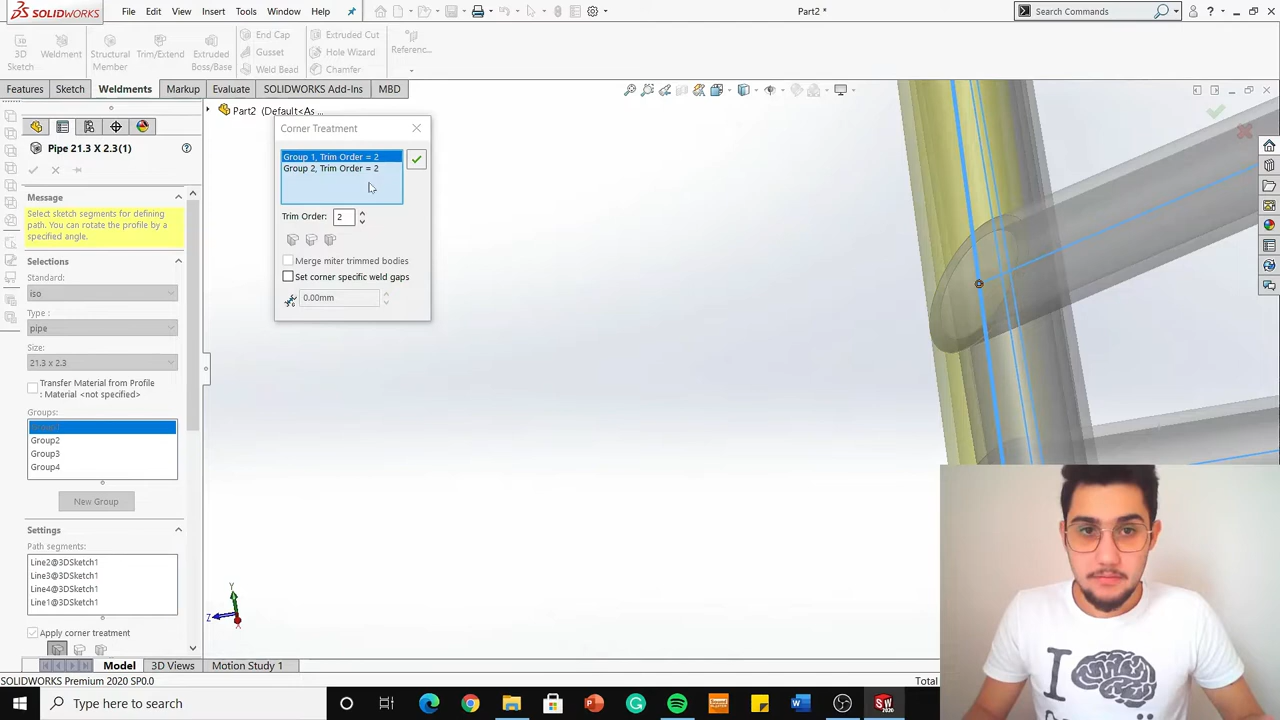 SOLIDWORKS File Edit View Insert Tools Window Help Part2 * Search Commands
3D Sketch
Weldment
Structural Member
Trim/Extend
Extruded Boss/Base
End Cap
Gusset
Weld Bead
Extruded Cut
Hole Wizard
Chamfer
Referenc...
Features Sketch Weldments Markup Evaluate SOLIDWORKS Add-Ins MBD
Part2 (Default<As ...
Pipe 21.3 X 2.3(1)
Message
Select sketch segments for defining
path. You can rotate the profile by a
specified angle.
Selections
Standard:
iso
Type :
pipe
Size:
21.3 x 2.3
Transfer Material from Profile
: Material <not specified>
Groups:
Group1
Group2
Group3
Group4
New Group
Settings
Path segments:
Line2@3DSketch1
Line3@3DSketch1
Line4@3DSketch1
Line1@3DSketch1
Apply corner treatment
Corner Treatment
Group 1, Trim Order = 2
Group 2, Trim Order = 2
Trim Order: 2
Merge miter trimmed bodies
Set corner specific weld gaps
0.00mm
Y
Z
X
I
HAVE
Model 3D Views Motion Study 1
SOLIDWORKS Premium 2020 SP0.0 Total
Type here to search
SW
2020